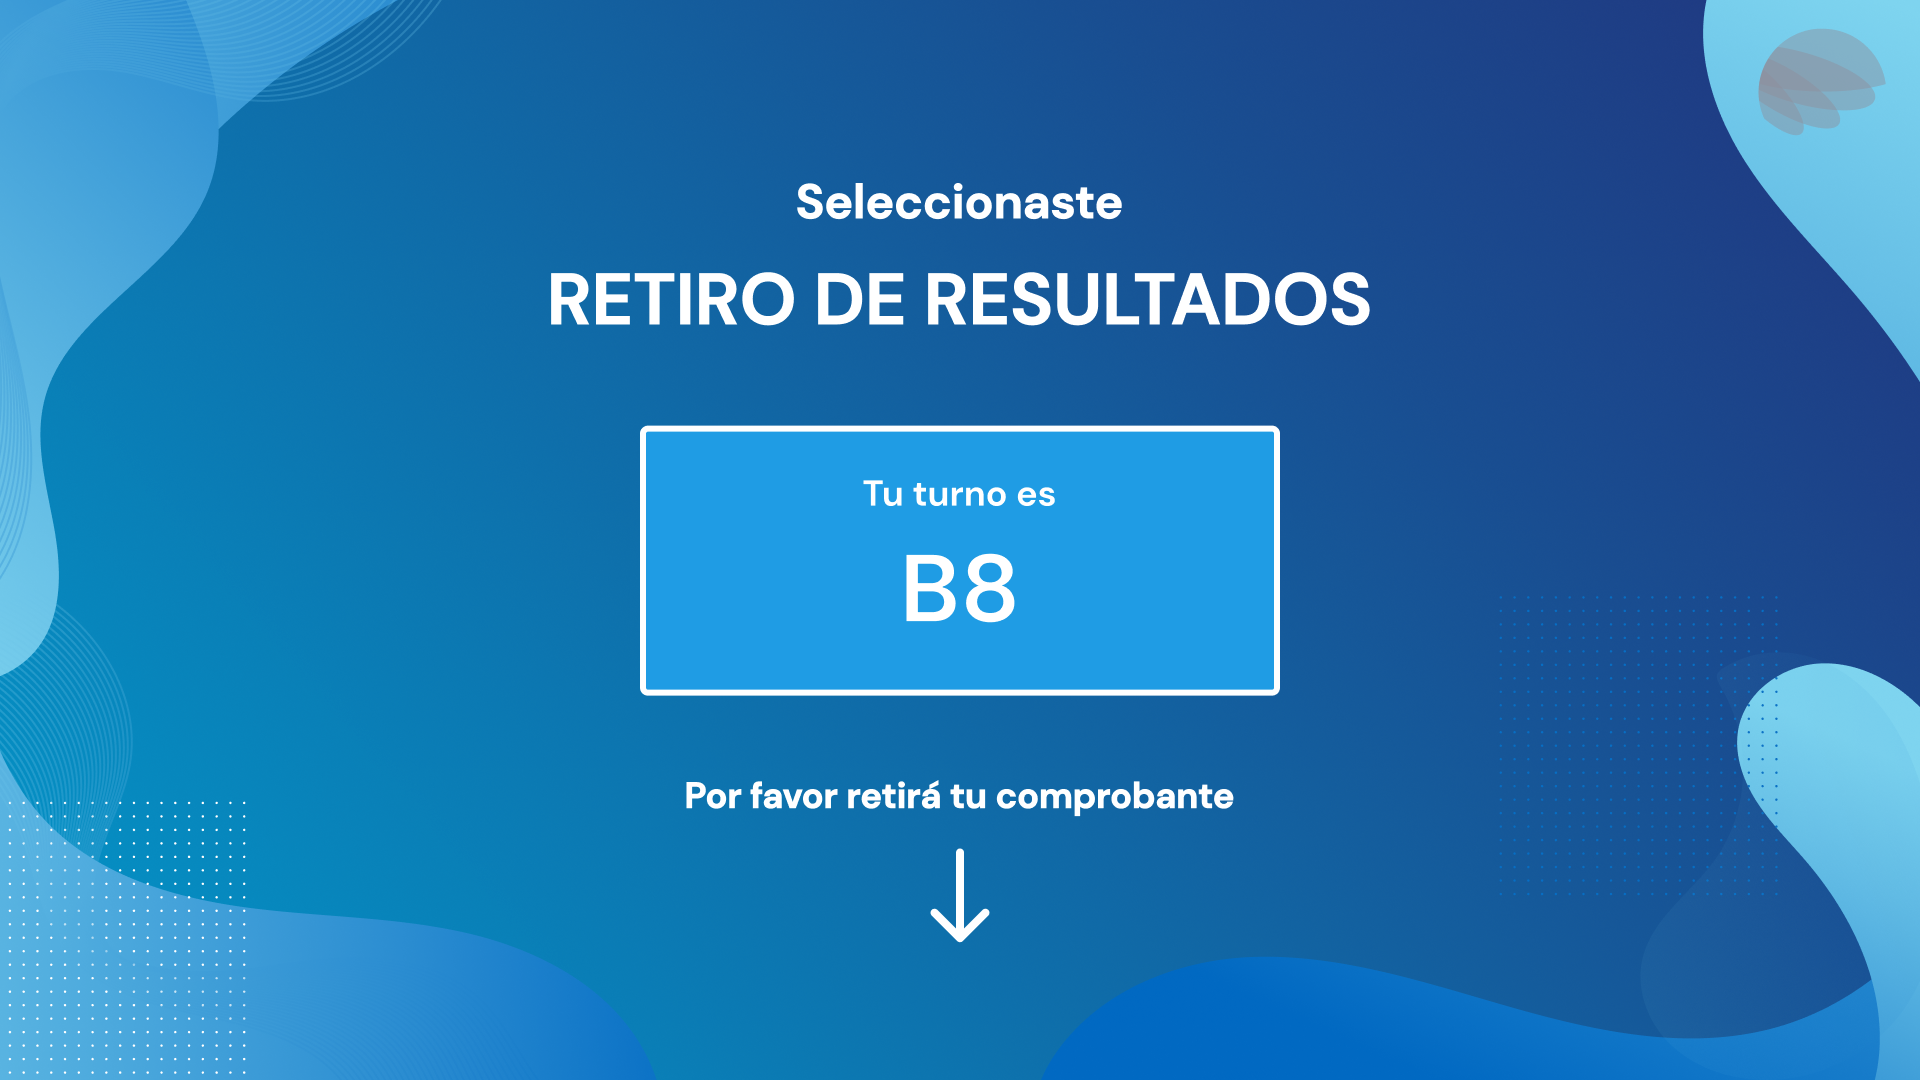 Seleccionaste
RETIRO DE RESULTADOS
Tu turno es
B8
Por favor retirá tu comprobante